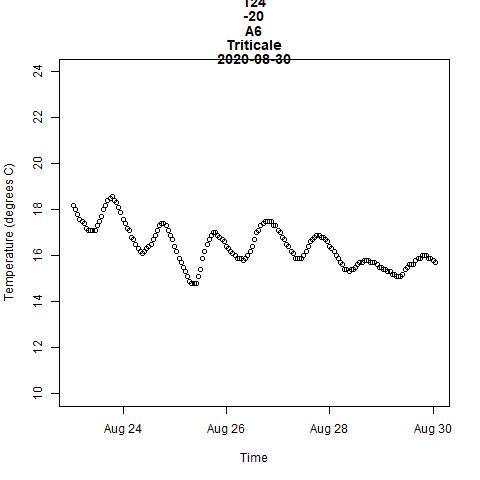 T24
-20
A6
Triticale
2020-08-30
Temperature (degrees C)
24
22
20
18
16
14
12
10
Aug 24
Aug 26
Aug 28
Aug 30
Time